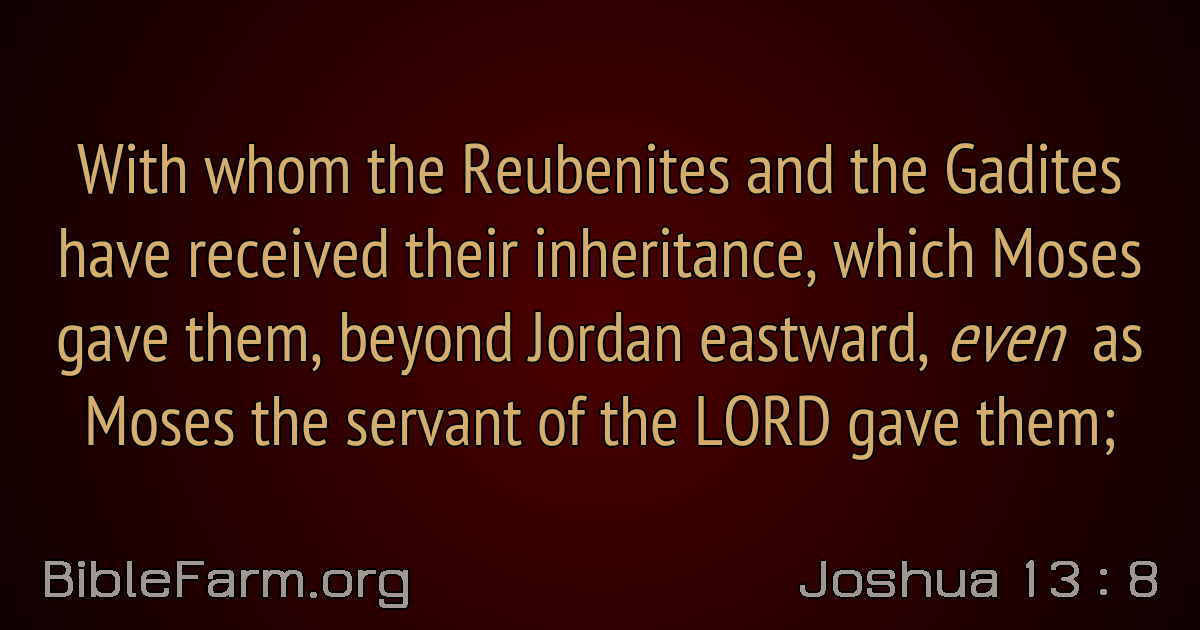 With whom the Reubenites and the Gadites
have received their inheritance, which Moses
gave them, beyond Jordan eastward, even as
Moses the servant of the LORD gave them;
BibleFarm.org
Joshua 13 : 8